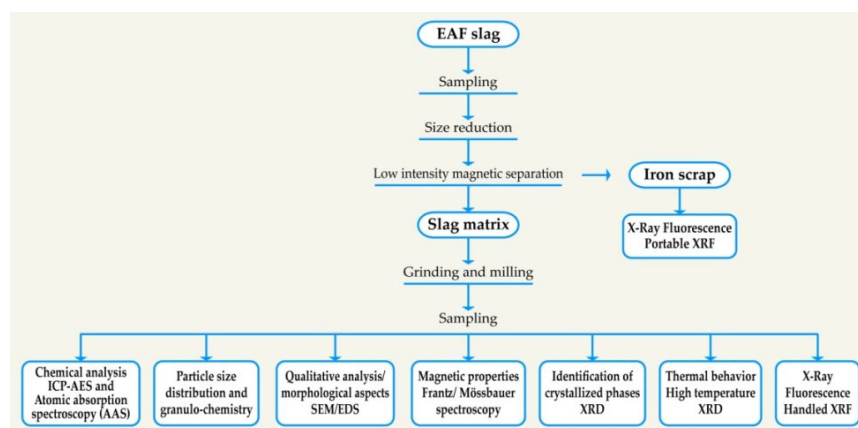 EAF slag
Sampling
Size reduction
Low intensity magnetic separation
Iron scrap
Slag matrix
X-Ray Fluorescence
Portable XRF
Grinding and milling
Sampling
Chemical analysis
ICP-AES and
Atomic absorption
spectroscopy (AAS)
Particle size
distribution and
granulo-chemistry
Qualitative analysis/
morphological aspects
SEM/EDS
Magnetic properties
Frantz/ Mössbauer
spectroscopy
Identification of
crystallized phases
XRD
Thermal behavior
High temperature
XRD
X-Ray
Fluorescence
Handled XRF